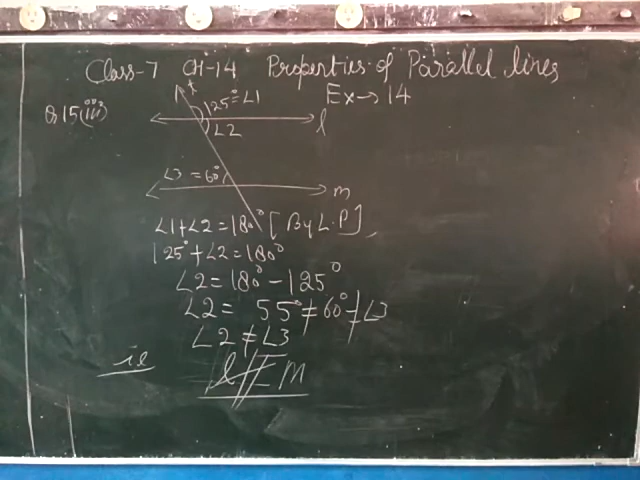 Class-7 CH-14 Properties of Parallel lines
Ex→14
Q15(iii)
t
125°=∠1
∠2
l
∠3=60°
m
∠1+∠2=180° [By L.P]
125°+∠2=180°
∠2=180°-125°
∠2= 55°≠60°≠∠3
∠2≠∠3
ie
l∦m